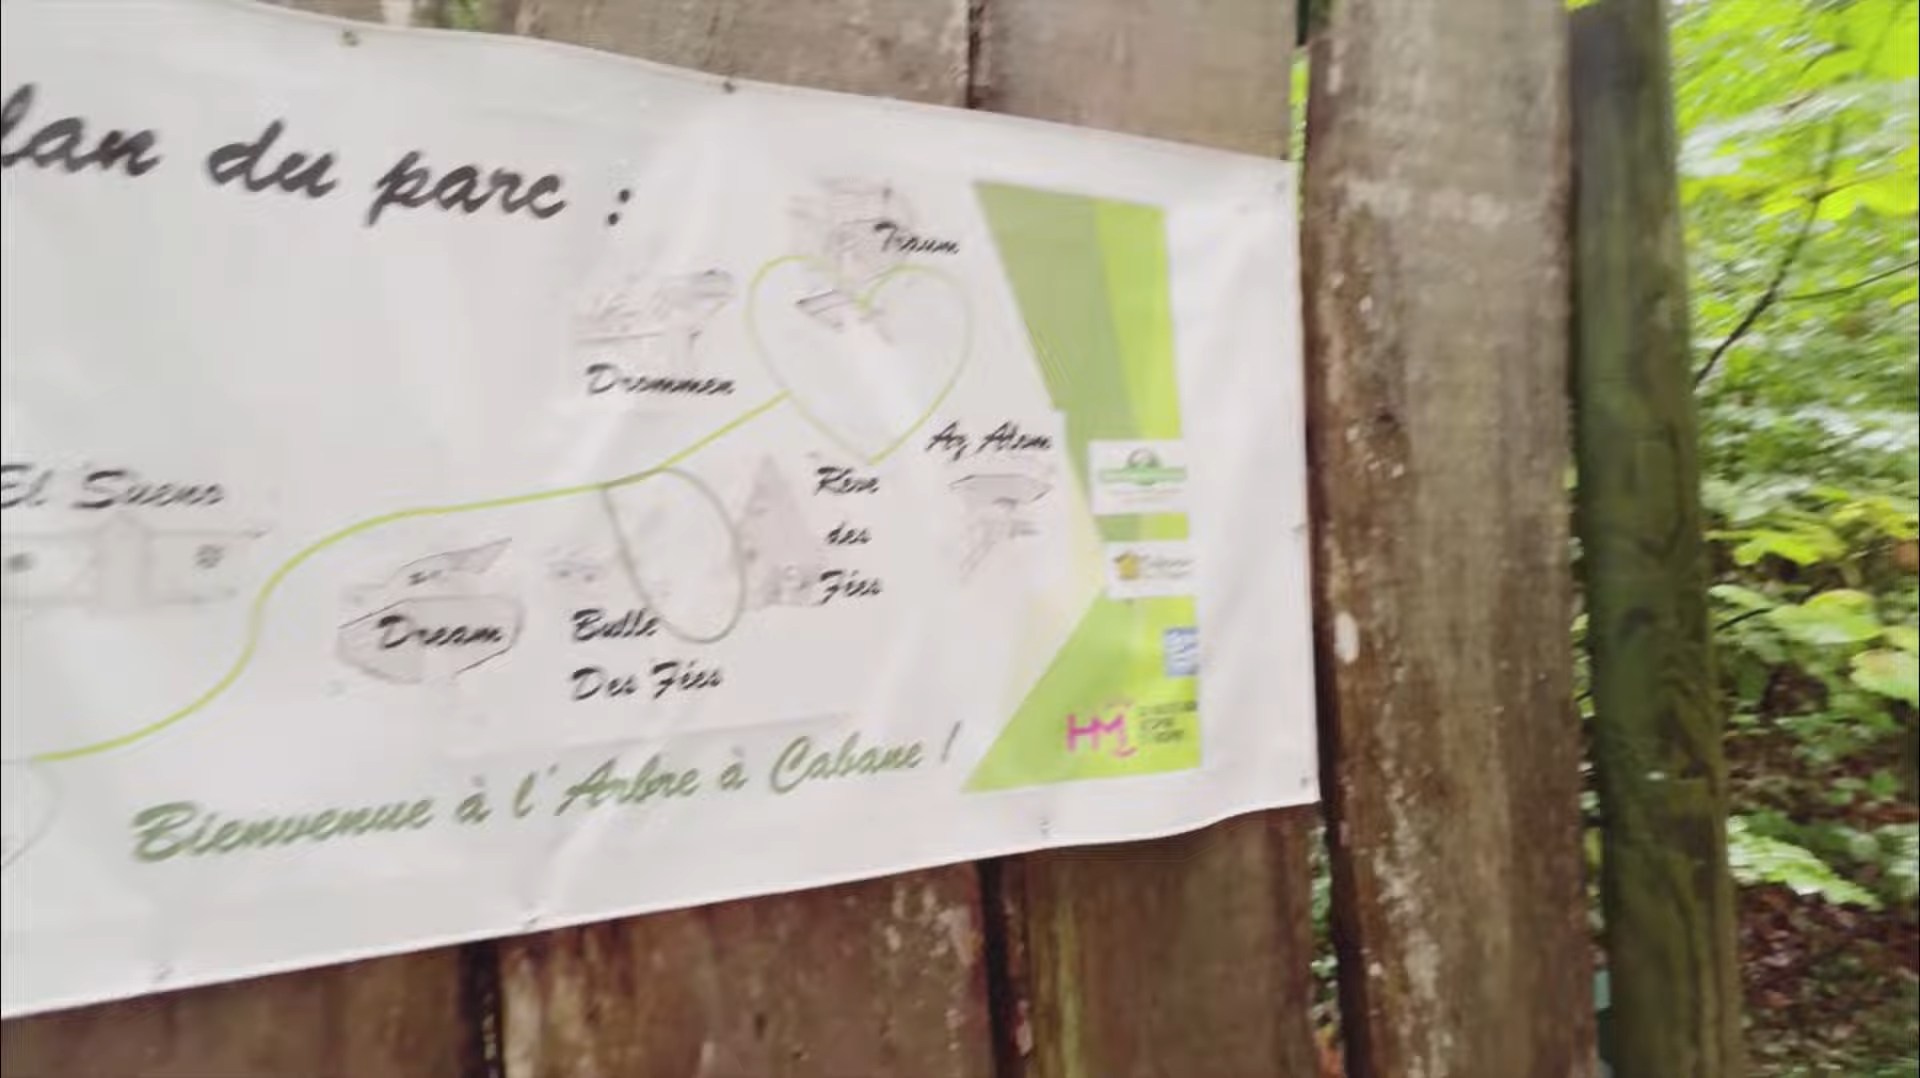 lan du parc :
Traum
Drommen
Az Alom
El Sueno
Rêve
des
Fées
Dream
Bulle
Des Fées
Bienvenue à l'Arbre à Cabane !
HM